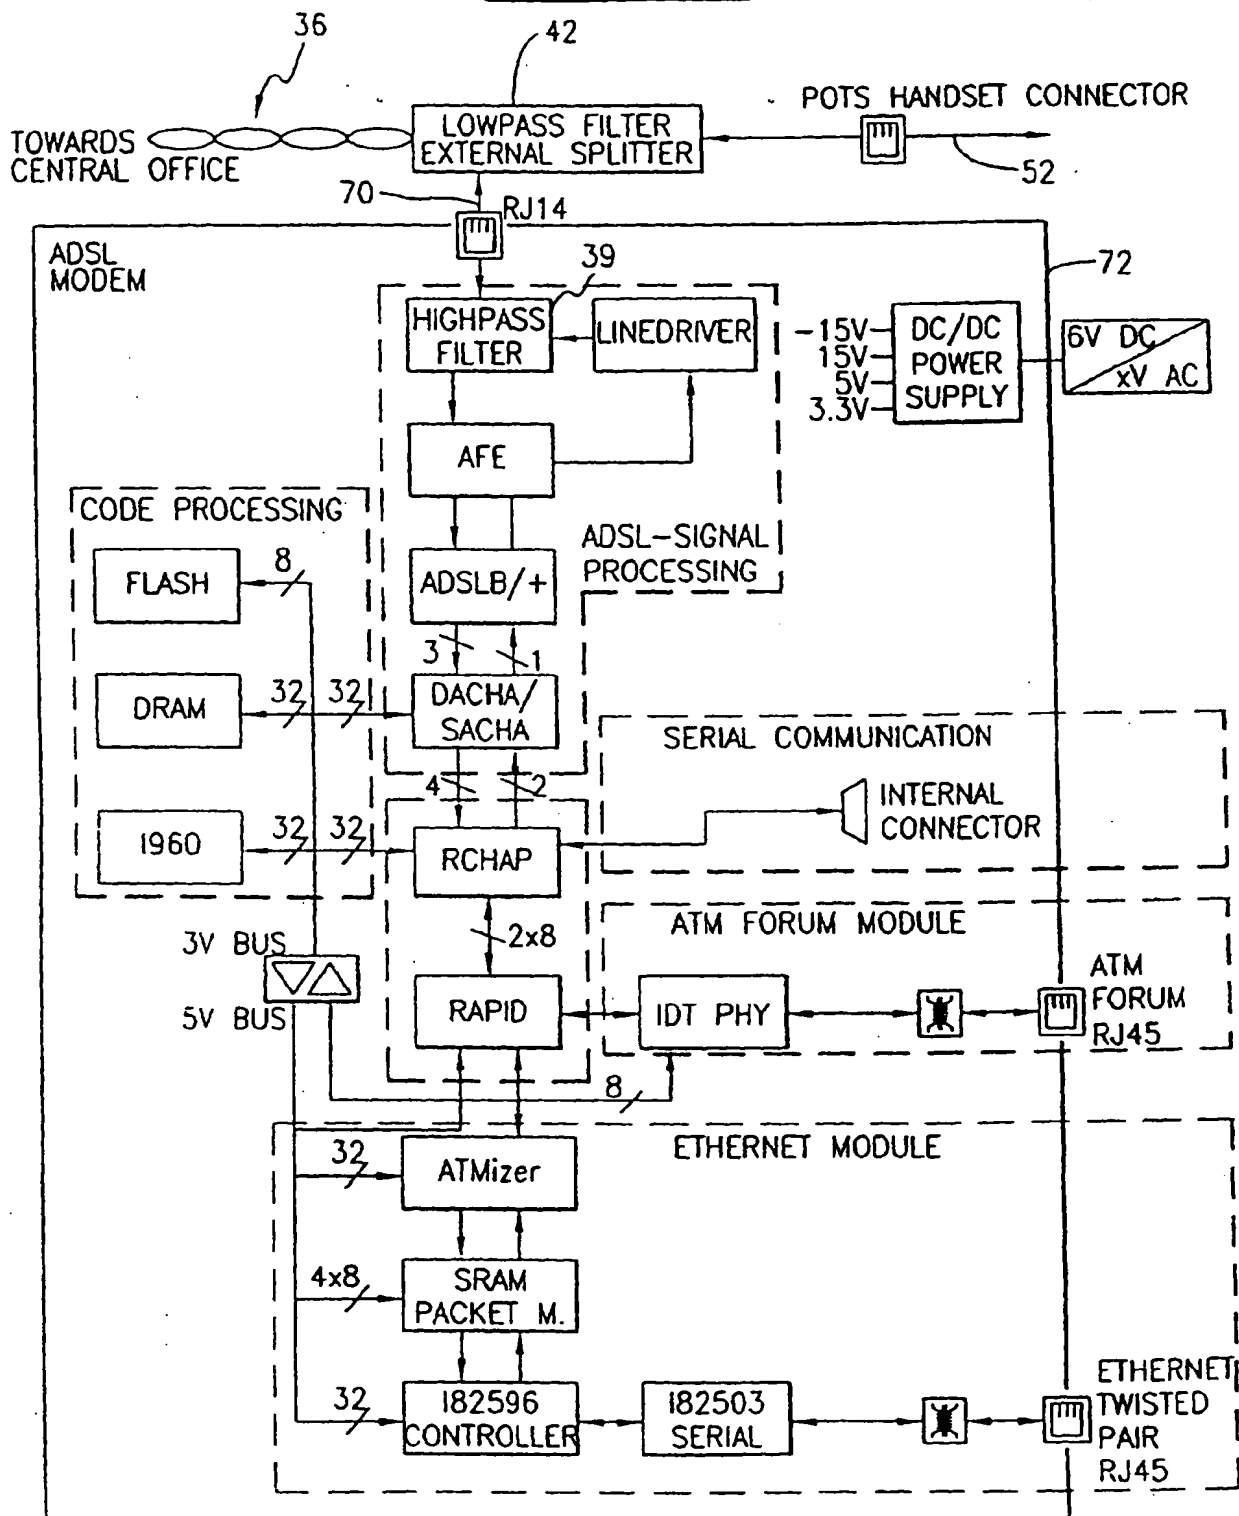 36
42
POTS HANDSET CONNECTOR
TOWARDS
CENTRAL OFFICE
LOWPASS FILTER
EXTERNAL SPLITTER
52
70
RJ14
ADSL
MODEM
39
72
HIGHPASS
FILTER
LINEDRIVER
-15V
15V
5V
3.3V
DC/DC
POWER
SUPPLY
6V DC
xV AC
AFE
CODE PROCESSING
ADSL-SIGNAL
PROCESSING
FLASH
8
ADSLB/+
3
1
DRAM
32
32
DACHA/
SACHA
SERIAL COMMUNICATION
4
2
INTERNAL
CONNECTOR
I960
32
32
RCHAP
2x8
ATM FORUM MODULE
3V BUS
5V BUS
RAPID
IDT PHY
ATM
FORUM
RJ45
8
ETHERNET MODULE
32
ATMizer
4x8
SRAM
PACKET M.
32
I82596
CONTROLLER
I82503
SERIAL
ETHERNET
TWISTED
PAIR
RJ45